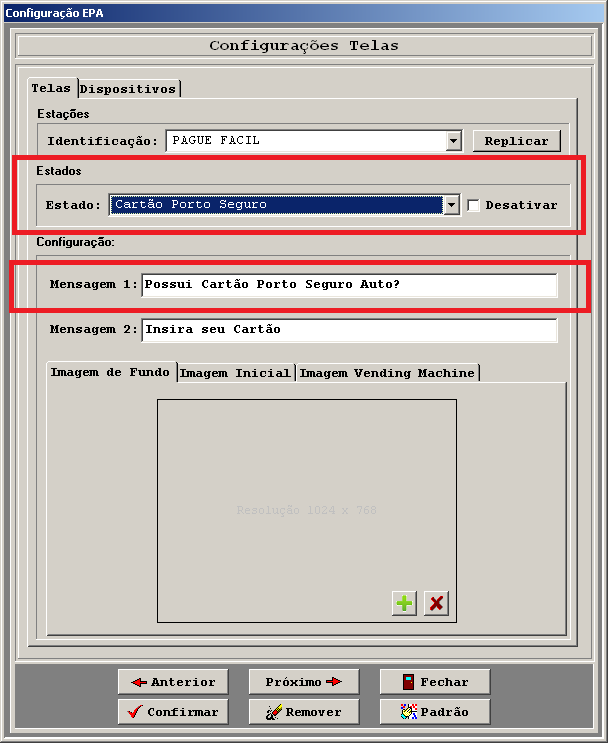 Configuração EPA
Configurações Telas
Telas Dispositivos
Estações
Identificação: PAGUE FACIL Replicar
Estados
Estado: Cartão Porto Seguro Desativar
Configuração:
Mensagem 1: Possui Cartão Porto Seguro Auto?
Mensagem 2: Insira seu Cartão
Imagem de Fundo Imagem Inicial Imagem Vending Machine
Resolução 1024 x 768
Anterior Próximo Fechar
Confirmar Remover Padrão